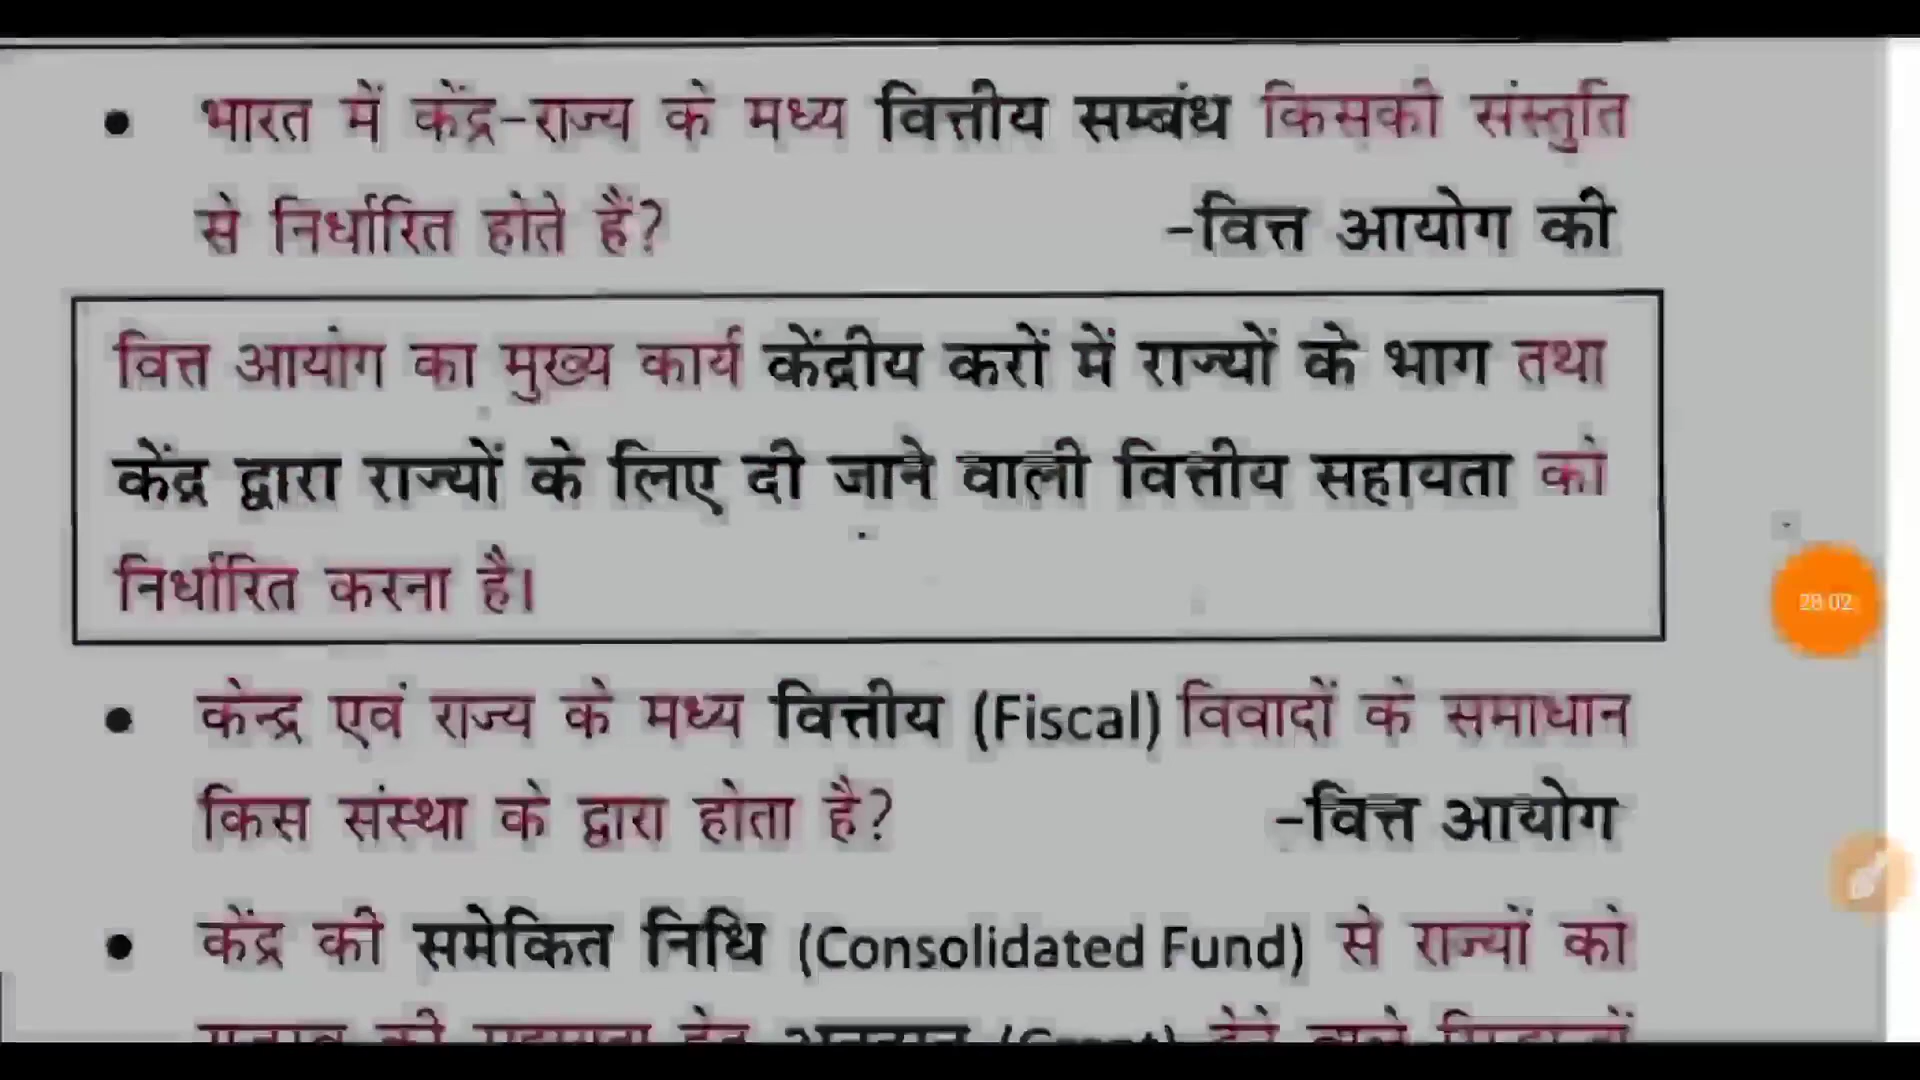 • भारत में केंद्र-राज्य के मध्य वित्तीय सम्बंध किसकी संस्तुति
से निर्धारित होते हैं? -वित्त आयोग की
वित्त आयोग का मुख्य कार्य केंद्रीय करों में राज्यों के भाग तथा
केंद्र द्वारा राज्यों के लिए दी जाने वाली वित्तीय सहायता को
निर्धारित करना है।
28:02
• केन्द्र एवं राज्य के मध्य वित्तीय (Fiscal) विवादों के समाधान
किस संस्था के द्वारा होता है? -वित्त आयोग
• केंद्र की समेकित निधि (Consolidated Fund) से राज्यों को